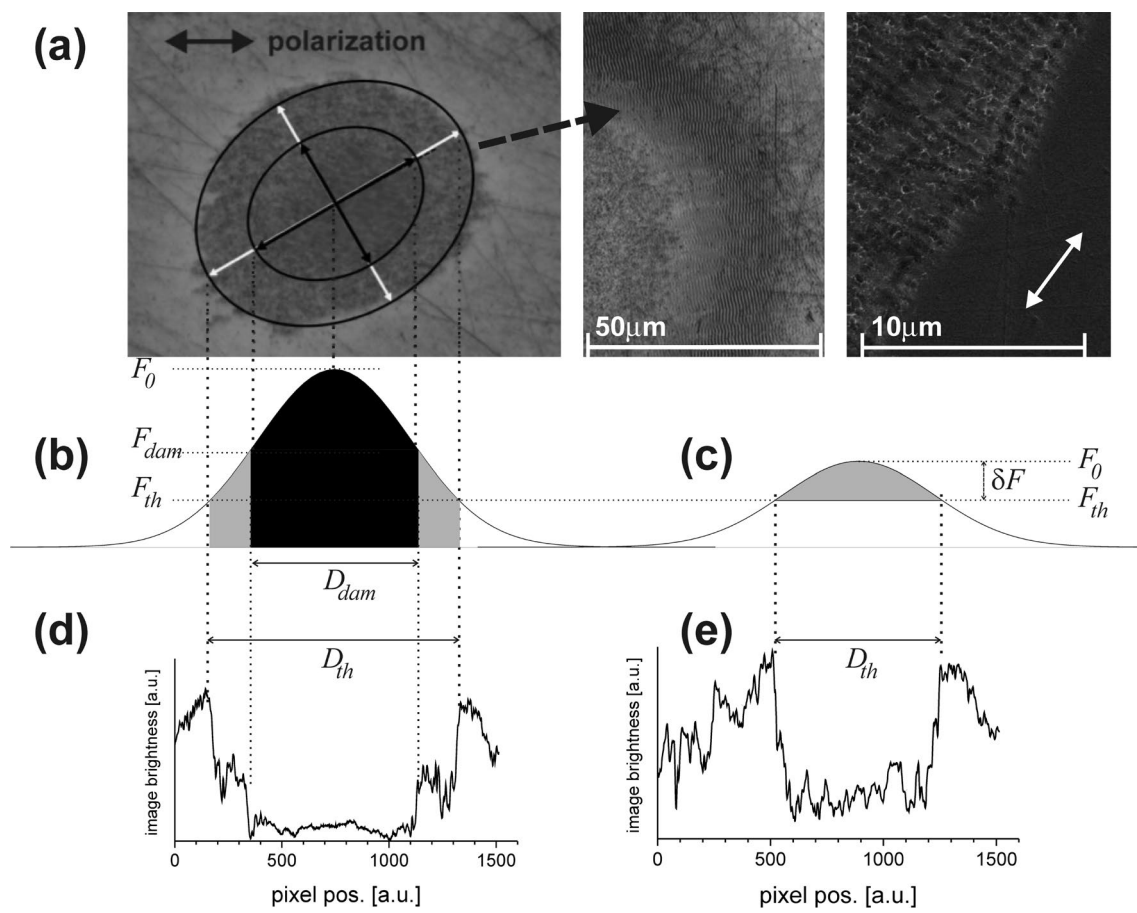 (a)
polarization
50μm
10μm
F0
(b)
Fdam
Fth
(c)
F0
δF
Fth
Ddam
(d)
Dth
(e)
Dth
image brightness [a.u.]
0 500 1000 1500
pixel pos. [a.u.]
image brightness [a.u.]
0 500 1000 1500
pixel pos. [a.u.]